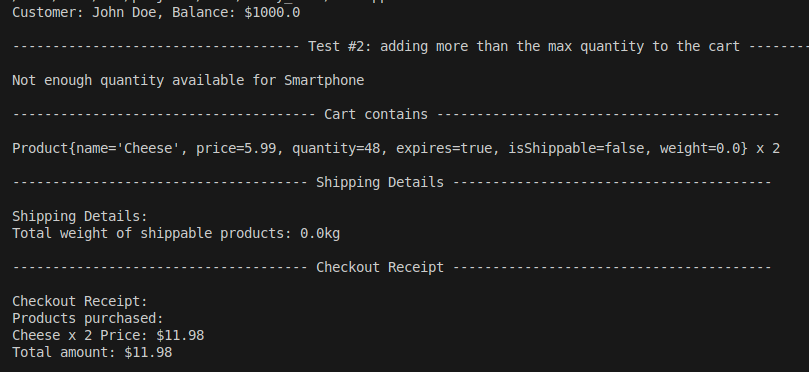 Customer: John Doe, Balance: $1000.0
------------------------------------ Test #2: adding more than the max quantity to the cart --------
Not enough quantity available for Smartphone
-------------------------------------- Cart contains -------------------------------------------
Product{name='Cheese', price=5.99, quantity=48, expires=true, isShippable=false, weight=0.0} x 2
------------------------------------- Shipping Details ----------------------------------------
Shipping Details:
Total weight of shippable products: 0.0kg
------------------------------------- Checkout Receipt ----------------------------------------
Checkout Receipt:
Products purchased:
Cheese x 2 Price: $11.98
Total amount: $11.98